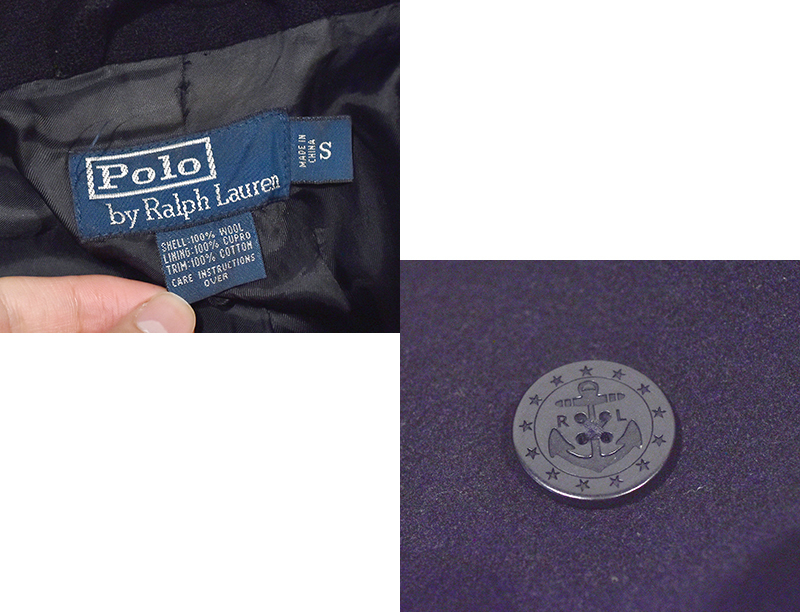 Polo
by Ralph Lauren
MADE IN
CHINA
S
SHELL:100% WOOL
LINING:100% CUPRO
TRIM:100% COTTON
CARE INSTRUCTIONS
OVER
R L